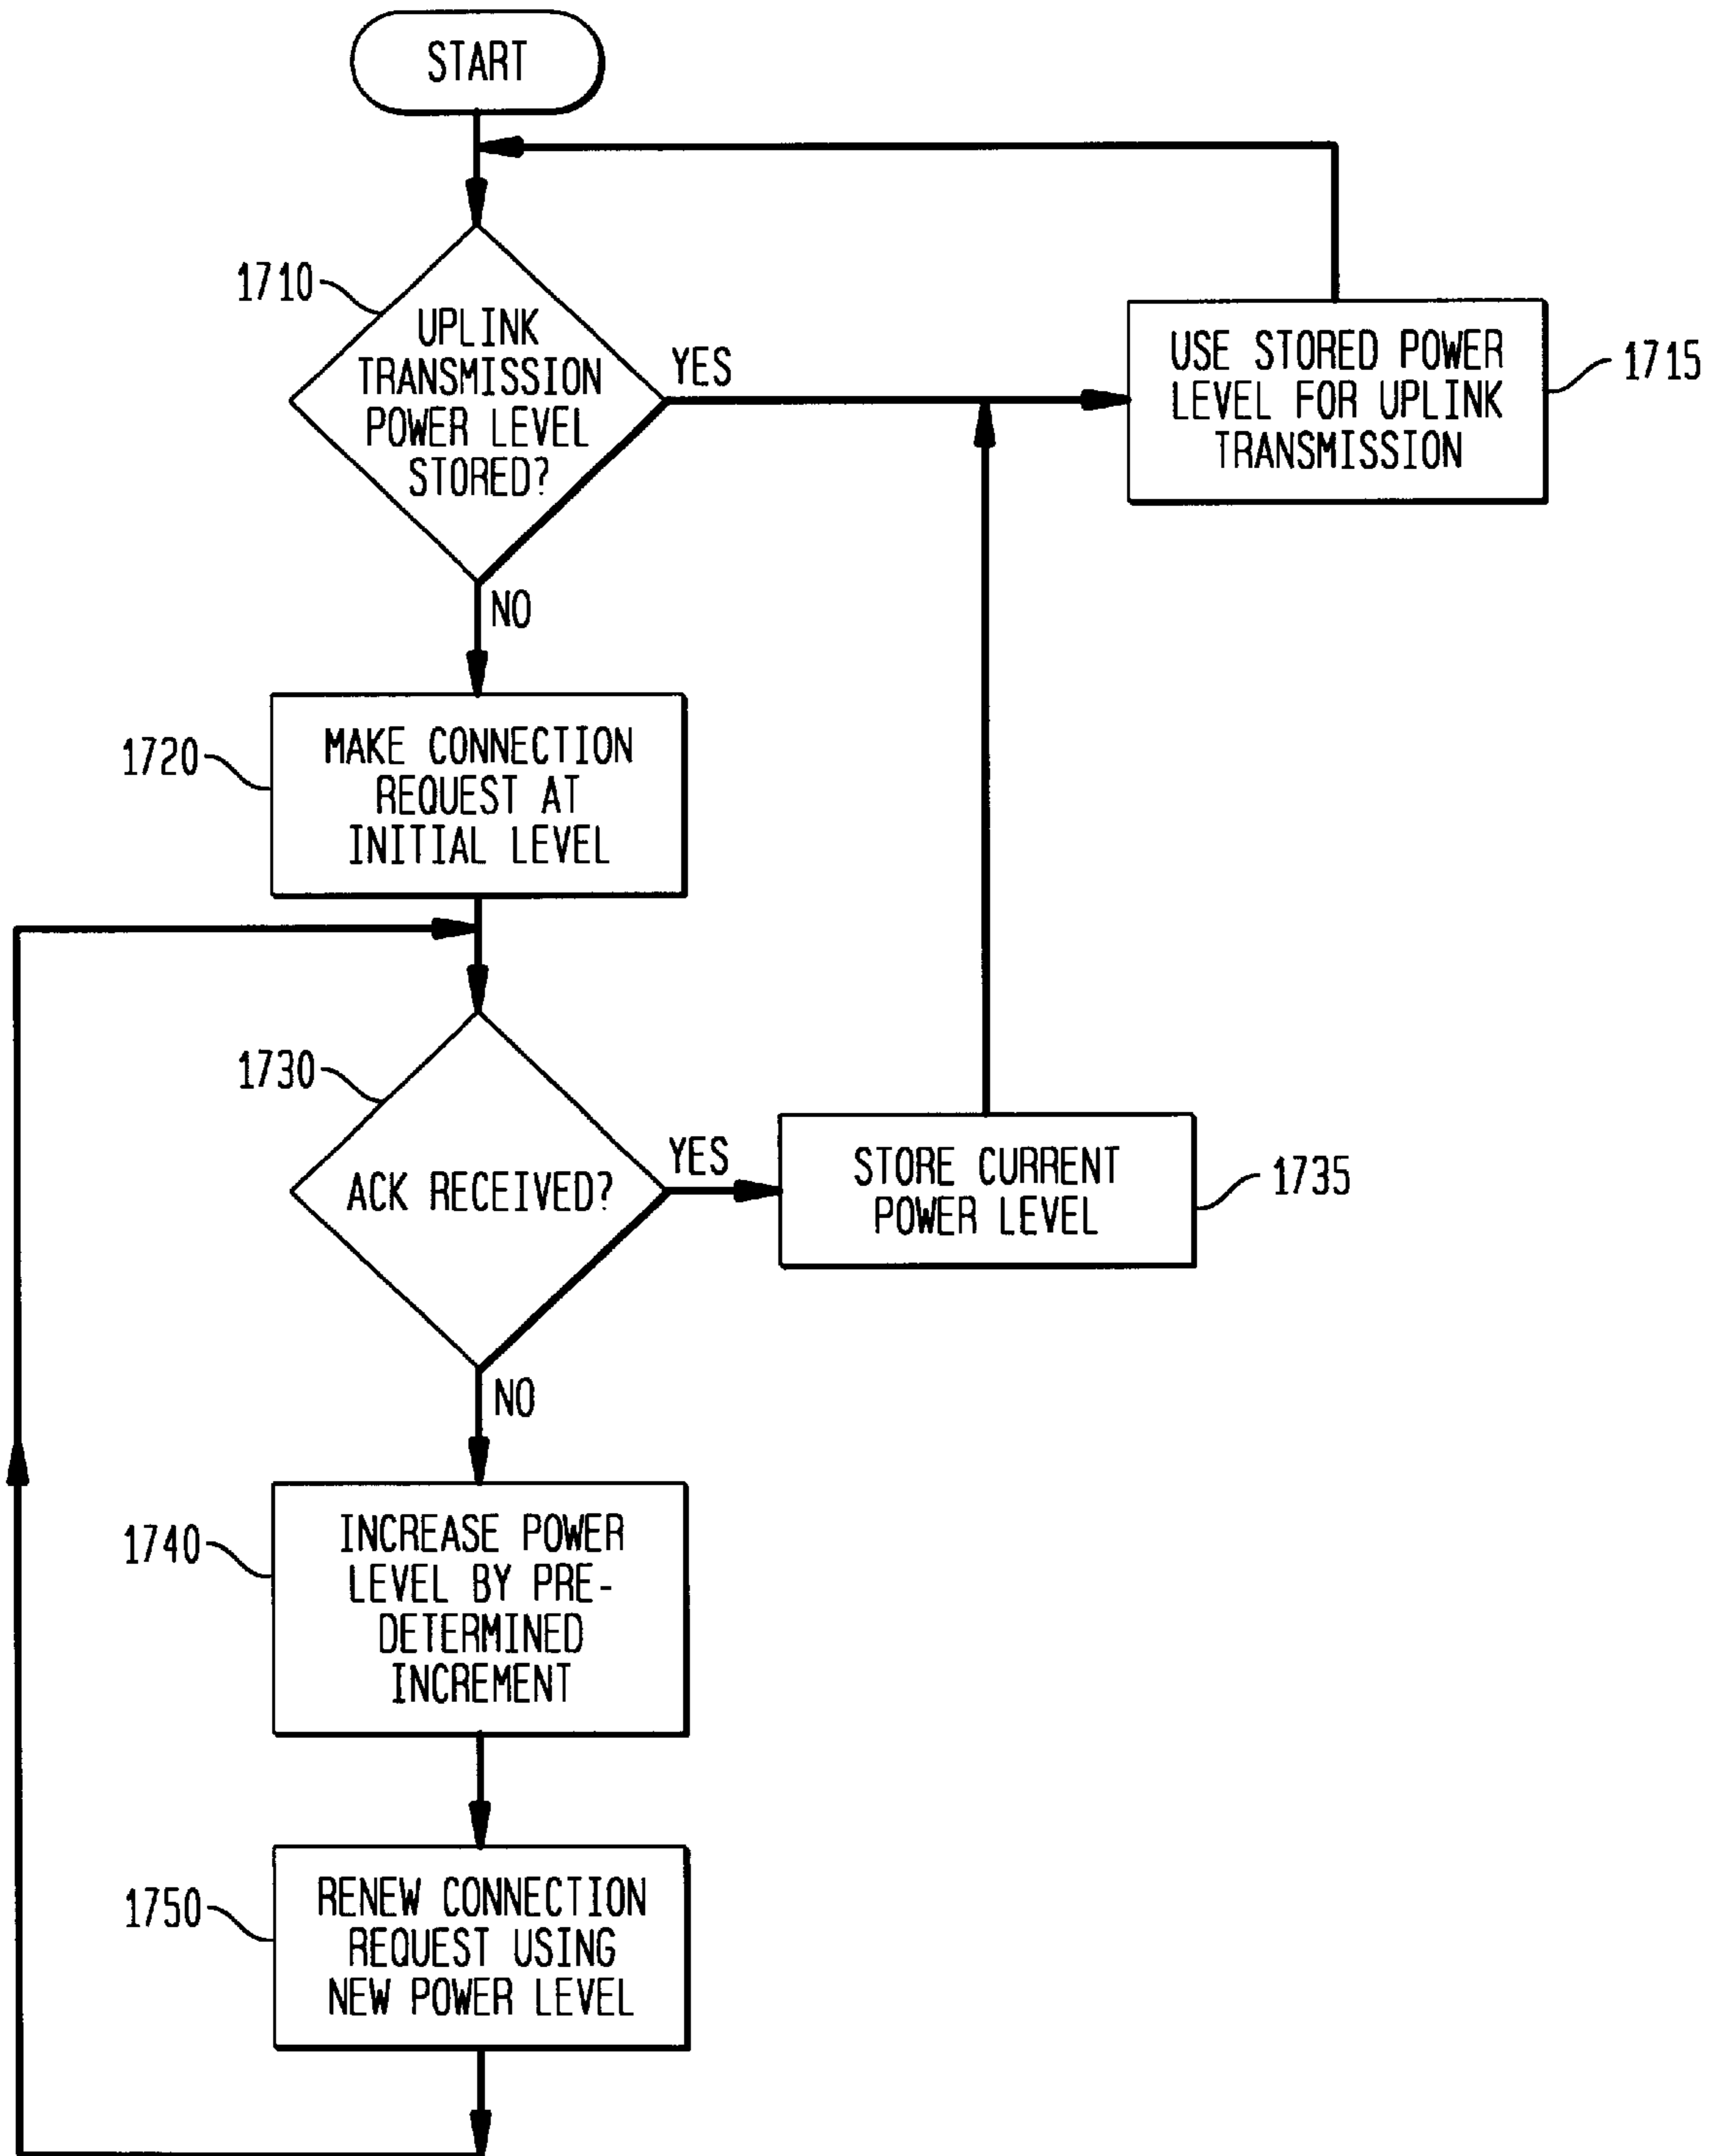 START
1710
UPLINK
TRANSMISSION
POWER LEVEL
STORED?
YES
USE STORED POWER
LEVEL FOR UPLINK
TRANSMISSION
1715
NO
1720
MAKE CONNECTION
REQUEST AT
INITIAL LEVEL
1730
ACK RECEIVED?
YES
STORE CURRENT
POWER LEVEL
1735
NO
1740
INCREASE POWER
LEVEL BY PRE-
DETERMINED
INCREMENT
1750
RENEW CONNECTION
REQUEST USING
NEW POWER LEVEL